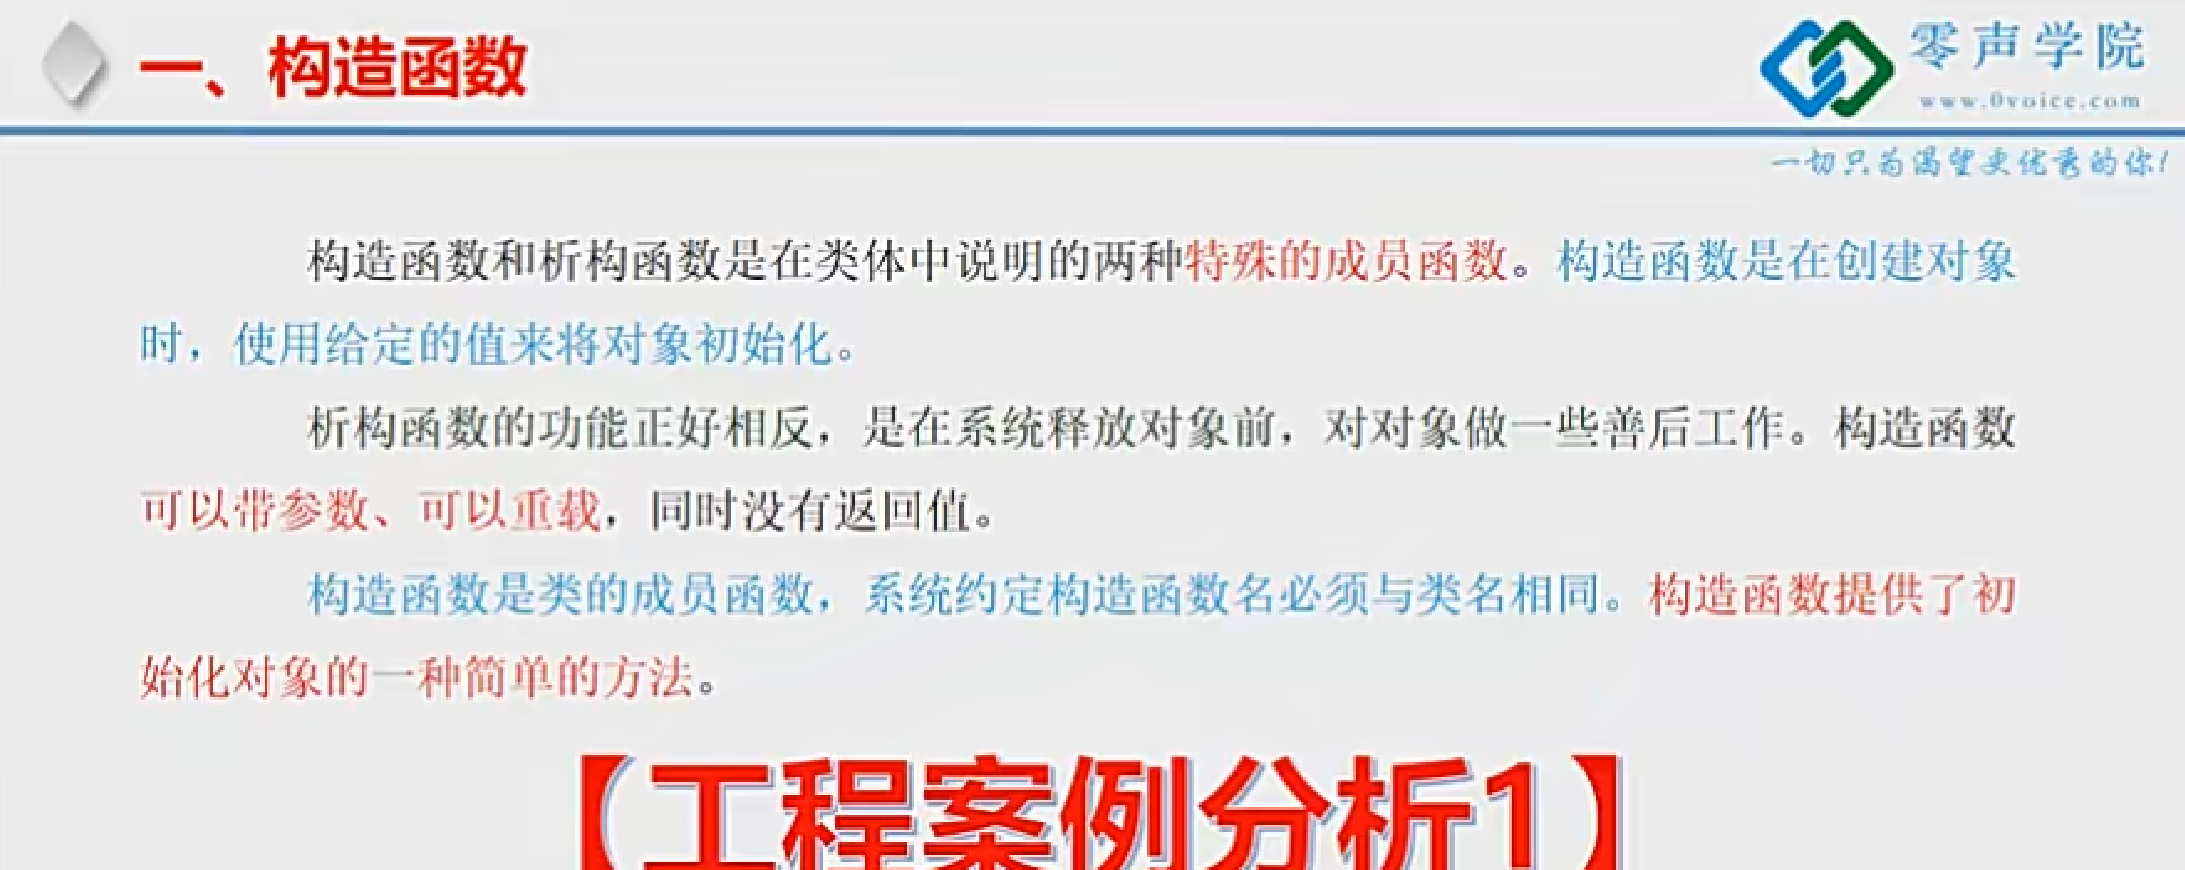 一、构造函数
零声学院
www.0voice.com
一切只为渴望更优秀的你!
构造函数和析构函数是在类体中说明的两种特殊的成员函数。构造函数是在创建对象
时，使用给定的值来将对象初始化。
析构函数的功能正好相反，是在系统释放对象前，对对象做一些善后工作。构造函数
可以带参数、可以重载，同时没有返回值。
构造函数是类的成员函数，系统约定构造函数名必须与类名相同。构造函数提供了初
始化对象的一种简单的方法。
【工程案例分析1】